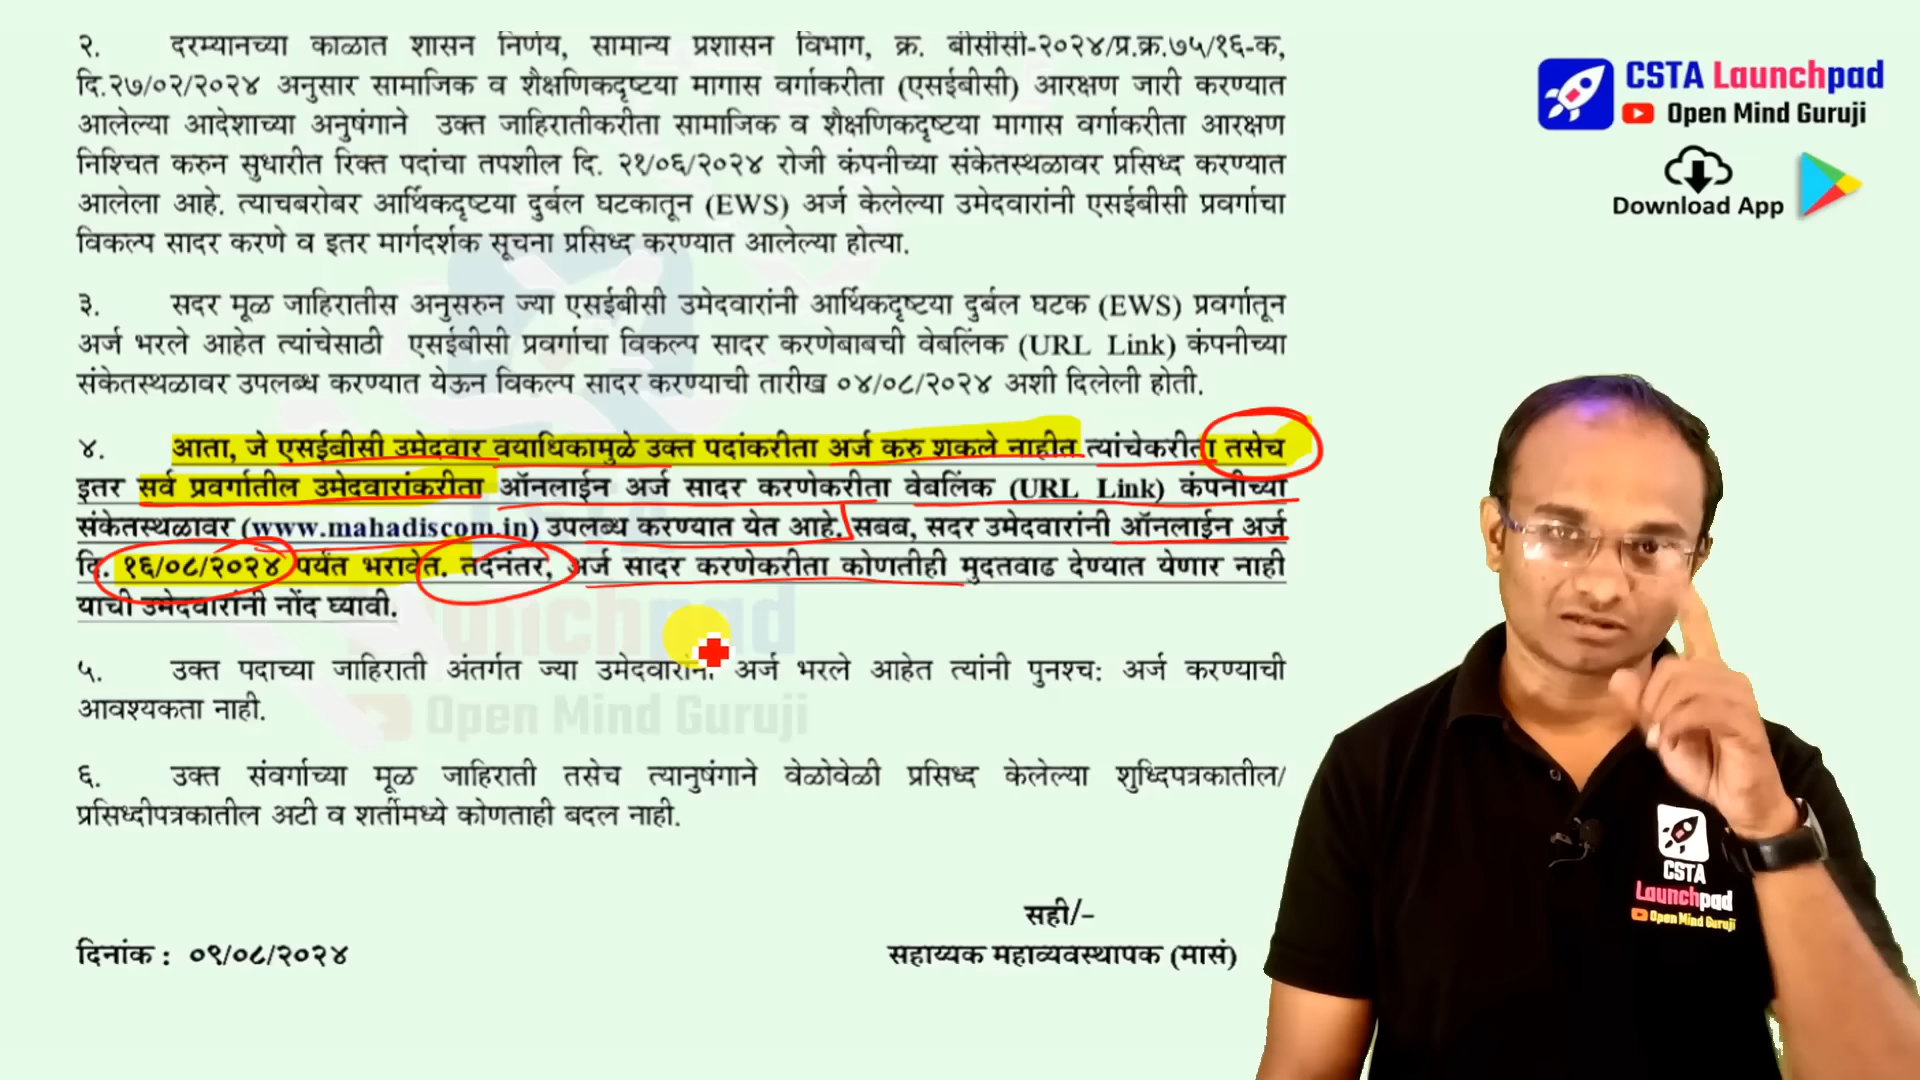 २. दरम्यानच्या काळात शासन निर्णय, सामान्य प्रशासन विभाग, क्र. बीसीसी-२०२४/प्र.क्र.७५/१६-क,
दि.२७/०२/२०२४ अनुसार सामाजिक व शैक्षणिकदृष्टया मागास वर्गाकरीता (एसईबीसी) आरक्षण जारी करण्यात
आलेल्या आदेशाच्या अनुषंगाने उक्त जाहिरातीकरीता सामाजिक व शैक्षणिकदृष्टया मागास वर्गाकरीता आरक्षण
निश्चित करुन सुधारीत रिक्त पदांचा तपशील दि. २१/०६/२०२४ रोजी कंपनीच्या संकेतस्थळावर प्रसिध्द करण्यात
आलेला आहे. त्याचबरोबर आर्थिकदृष्टया दुर्बल घटकातून (EWS) अर्ज केलेल्या उमेदवारांनी एसईबीसी प्रवर्गाचा
विकल्प सादर करणे व इतर मार्गदर्शक सूचना प्रसिध्द करण्यात आलेल्या होत्या.
३. सदर मूळ जाहिरातीस अनुसरुन ज्या एसईबीसी उमेदवारांनी आर्थिकदृष्टया दुर्बल घटक (EWS) प्रवर्गातून
अर्ज भरले आहेत त्यांचेसाठी एसईबीसी प्रवर्गाचा विकल्प सादर करणेबाबची वेबलिंक (URL Link) कंपनीच्या
संकेतस्थळावर उपलब्ध करण्यात येऊन विकल्प सादर करण्याची तारीख ०४/०८/२०२४ अशी दिलेली होती.
४. आता, जे एसईबीसी उमेदवार वयाधिकामुळे उक्त पदांकरीता अर्ज करु शकले नाहीत त्यांचेकरीता तसेच
इतर सर्व प्रवर्गातील उमेदवारांकरीता ऑनलाईन अर्ज सादर करणेकरीता वेबलिंक (URL Link) कंपनीच्या
संकेतस्थळावर (www.mahadiscom.in) उपलब्ध करण्यात येत आहे. सबब, सदर उमेदवारांनी ऑनलाईन अर्ज
दि. १६/०८/२०२४ पर्यंत भरावेत. तदनंतर, अर्ज सादर करणेकरीता कोणतीही मुदतवाढ देण्यात येणार नाही
याची उमेदवारांनी नोंद घ्यावी.
५. उक्त पदाच्या जाहिराती अंतर्गत ज्या उमेदवारांनी अर्ज भरले आहेत त्यांनी पुनश्च: अर्ज करण्याची
आवश्यकता नाही.
६. उक्त संवर्गाच्या मूळ जाहिराती तसेच त्यानुषंगाने वेळोवेळी प्रसिध्द केलेल्या शुध्दिपत्रकातील/
प्रसिध्दीपत्रकातील अटी व शर्तीमध्ये कोणताही बदल नाही.
सही/-
दिनांक : ०९/०८/२०२४ सहाय्यक महाव्यवस्थापक (मासं)
CSTA Launchpad
Open Mind Guruji
Download App
Launchpad
Open Mind Guruji
CSTA
Launchpad
Open Mind Guruji